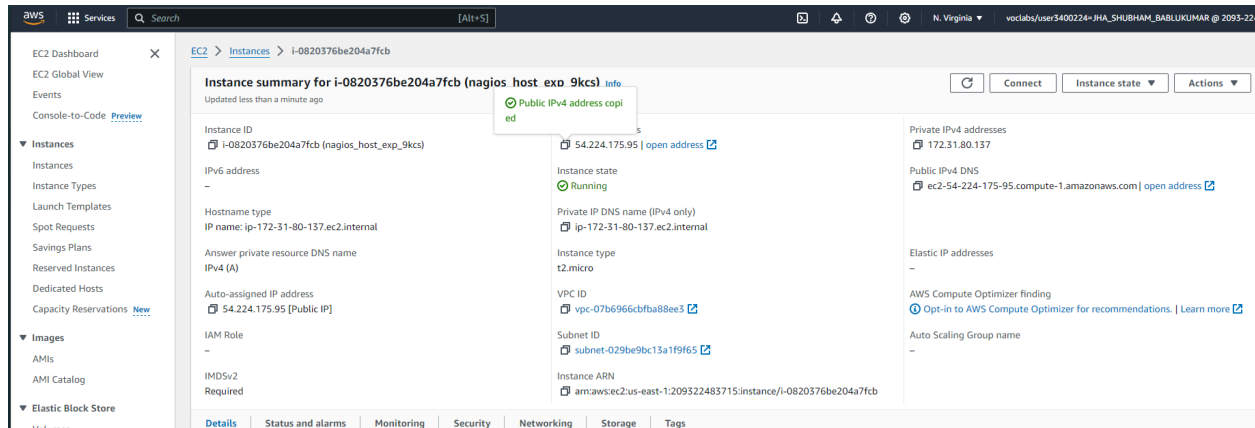 aws
Services
Search
[Alt+S]
N. Virginia
voclabs/user3400224=JHA_SHUBHAM_BABLUKUMAR @ 2093-22
EC2 Dashboard
EC2 Global View
Events
Console-to-Code Preview
Instances
Instances
Instance Types
Launch Templates
Spot Requests
Savings Plans
Reserved Instances
Dedicated Hosts
Capacity Reservations New
Images
AMIs
AMI Catalog
Elastic Block Store
EC2 > Instances > i-0820376be204a7fcb
Instance summary for i-0820376be204a7fcb (nagios_host_exp_9kcs) Info
Updated less than a minute ago
Connect
Instance state
Actions
Public IPv4 address copi
ed
Instance ID
i-0820376be204a7fcb (nagios_host_exp_9kcs)
54.224.175.95 | open address
Private IPv4 addresses
172.31.80.137
IPv6 address
–
Instance state
Running
Public IPv4 DNS
ec2-54-224-175-95.compute-1.amazonaws.com | open address
Hostname type
IP name: ip-172-31-80-137.ec2.internal
Private IP DNS name (IPv4 only)
ip-172-31-80-137.ec2.internal
Answer private resource DNS name
IPv4 (A)
Instance type
t2.micro
Elastic IP addresses
–
Auto-assigned IP address
54.224.175.95 [Public IP]
VPC ID
vpc-07b6966cbfba88ee3
AWS Compute Optimizer finding
Opt-in to AWS Compute Optimizer for recommendations. | Learn more
IAM Role
–
Subnet ID
subnet-029be9bc13a1f9f65
Auto Scaling Group name
–
IMDSv2
Required
Instance ARN
arn:aws:ec2:us-east-1:209322483715:instance/i-0820376be204a7fcb
Details
Status and alarms
Monitoring
Security
Networking
Storage
Tags